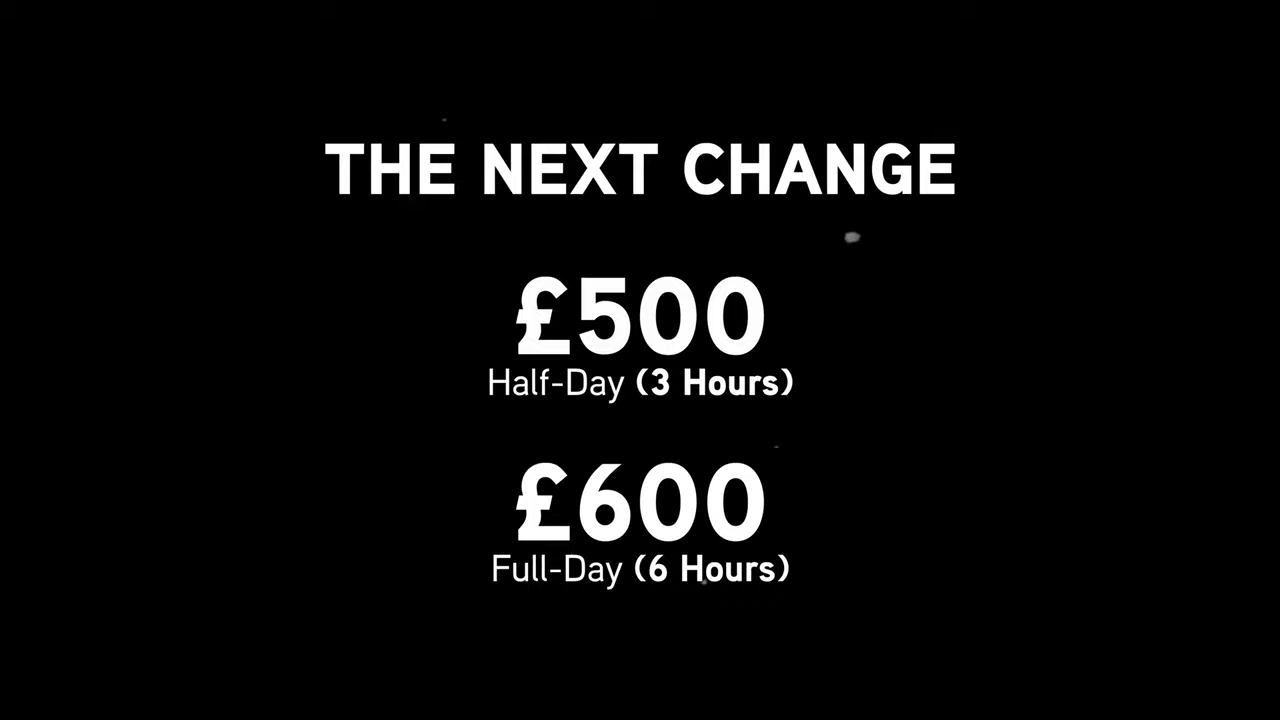 THE NEXT CHANGE
£500
Half-Day (3 Hours)
£600
Full-Day (6 Hours)